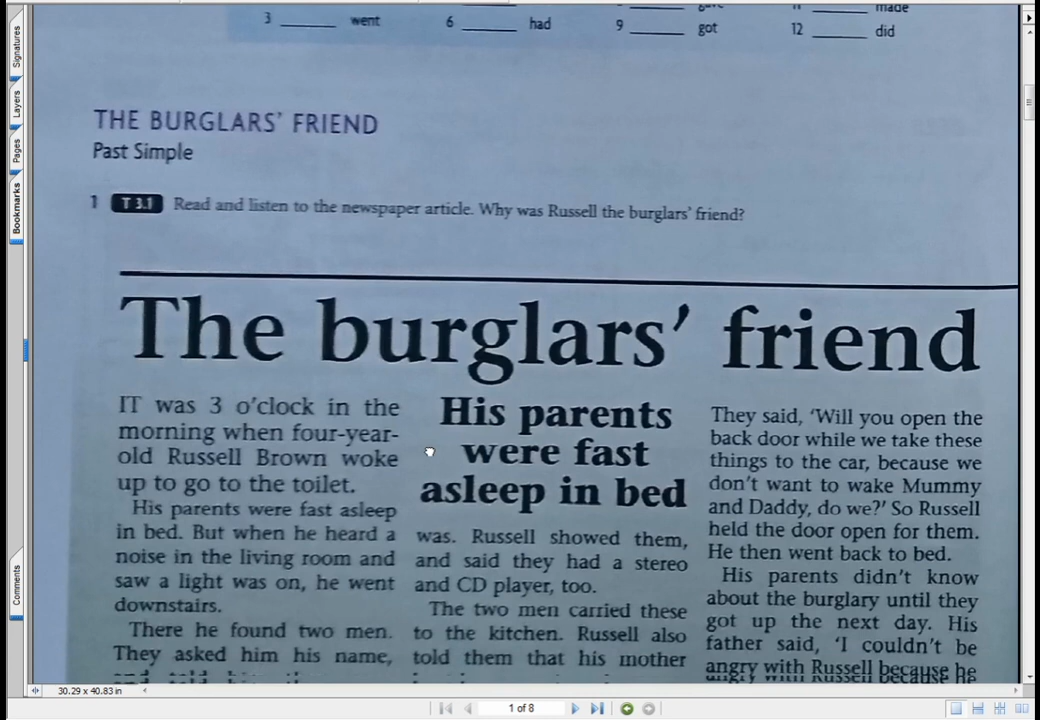 3 ______ went
6 ______ had
9 ______ got
12 ______ did
made
THE BURGLARS' FRIEND
Past Simple
1 T 3.1 Read and listen to the newspaper article. Why was Russell the burglars' friend?
The burglars' friend
IT was 3 o'clock in the
morning when four-year-
old Russell Brown woke
up to go to the toilet.
His parents were fast asleep
in bed. But when he heard a
noise in the living room and
saw a light was on, he went
downstairs.
There he found two men.
They asked him his name,
His parents
were fast
asleep in bed
was. Russell showed them,
and said they had a stereo
and CD player, too.
The two men carried these
to the kitchen. Russell also
told them that his mother
They said, 'Will you open the
back door while we take these
things to the car, because we
don't want to wake Mummy
and Daddy, do we?' So Russell
held the door open for them.
He then went back to bed.
His parents didn't know
about the burglary until they
got up the next day. His
father said, 'I couldn't be
angry with Russell because he
Signatures
Layers
Pages
Bookmarks
Comments
30.29 x 40.83 in
1 of 8